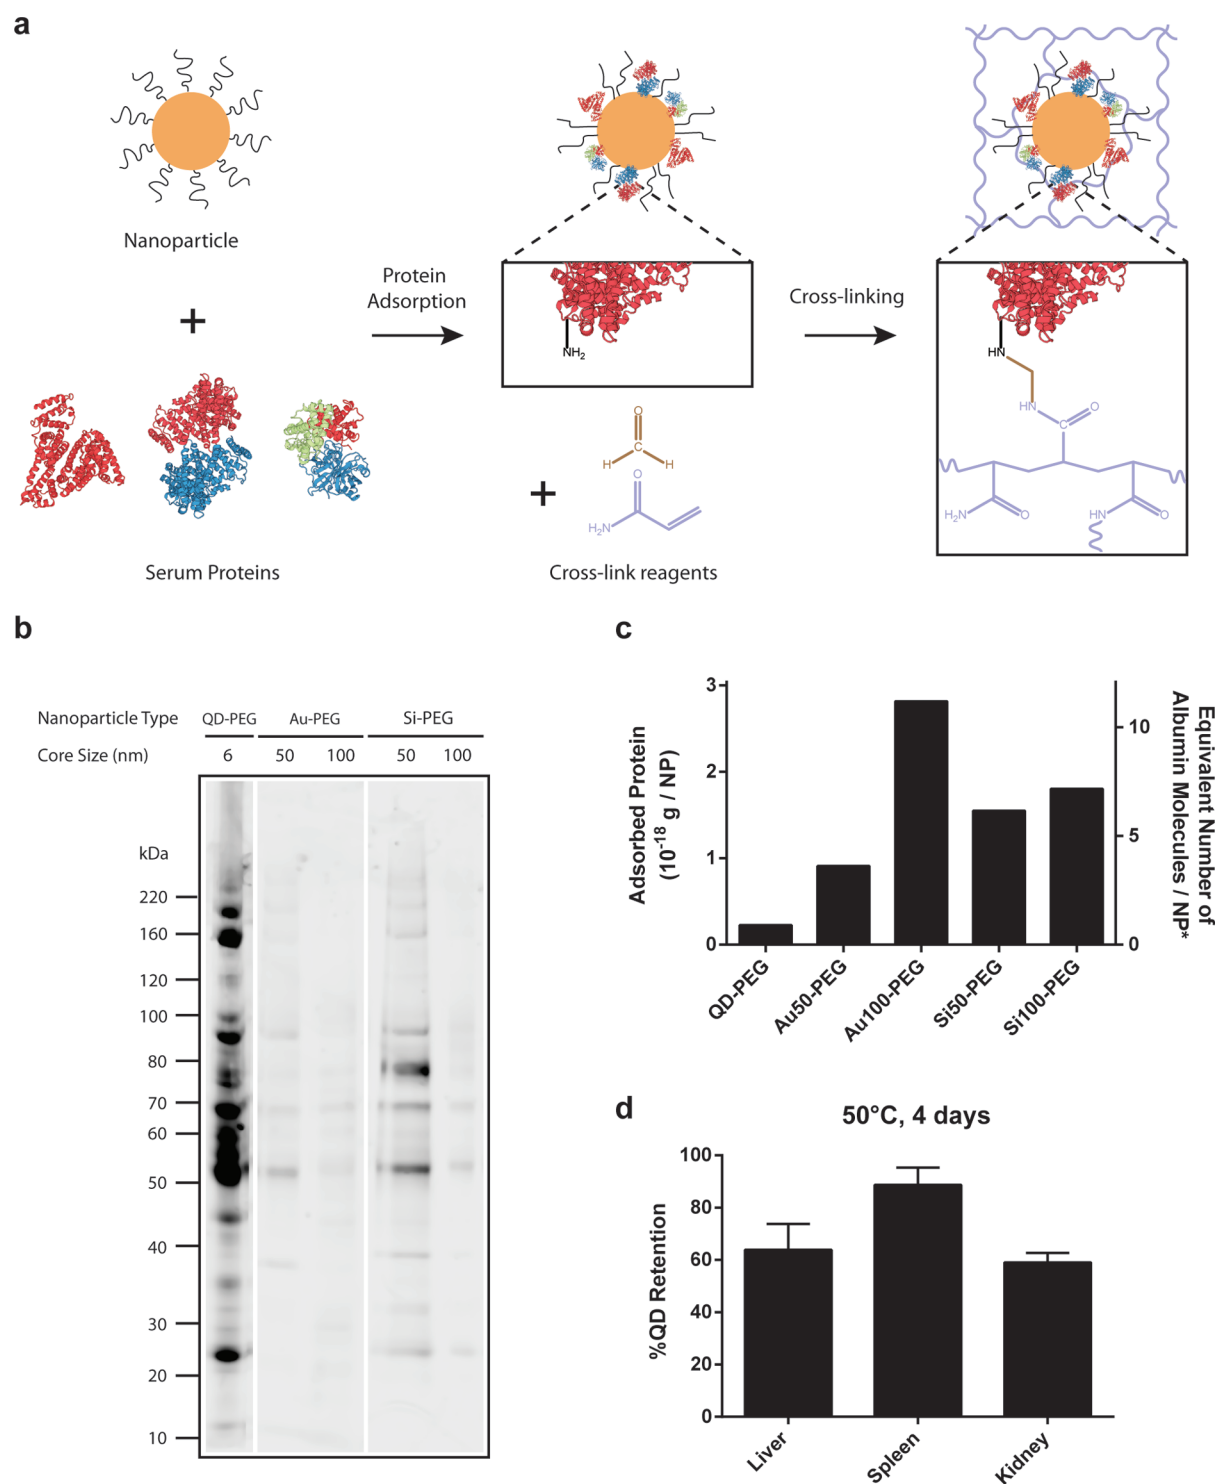 a
Nanoparticle
+
Serum Proteins
Protein
Adsorption
NH2
O
C
H H
+
O
H2N
Cross-link reagents
Cross-linking
HN
HN
C
O
H2N
O
HN
C
O
b
Nanoparticle Type QD-PEG Au-PEG Si-PEG
Core Size (nm) 6 50 100 50 100
kDa
220
160
120
100
80
70
60
50
40
30
20
10
c
Adsorbed Protein
(10-18 g / NP)
3
2
1
0
10
5
0
Equivalent Number of
Albumin Molecules / NP*
QD-PEG
Au50-PEG
Au100-PEG
Si50-PEG
Si100-PEG
d
50°C, 4 days
%QD Retention
100
80
60
40
20
0
Liver
Spleen
Kidney